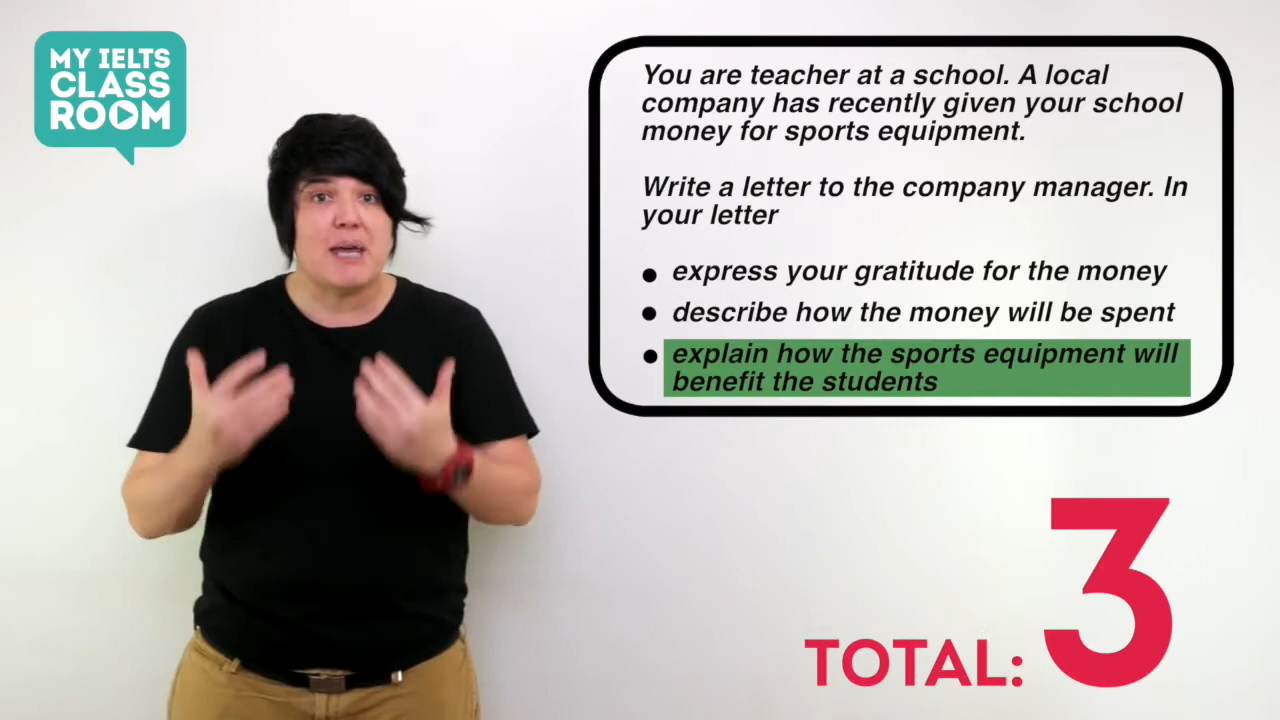 MY IELTS
CLASS
ROOM
You are teacher at a school. A local
company has recently given your school
money for sports equipment.
Write a letter to the company manager. In
your letter
● express your gratitude for the money
● describe how the money will be spent
● explain how the sports equipment will
benefit the students
TOTAL: 3